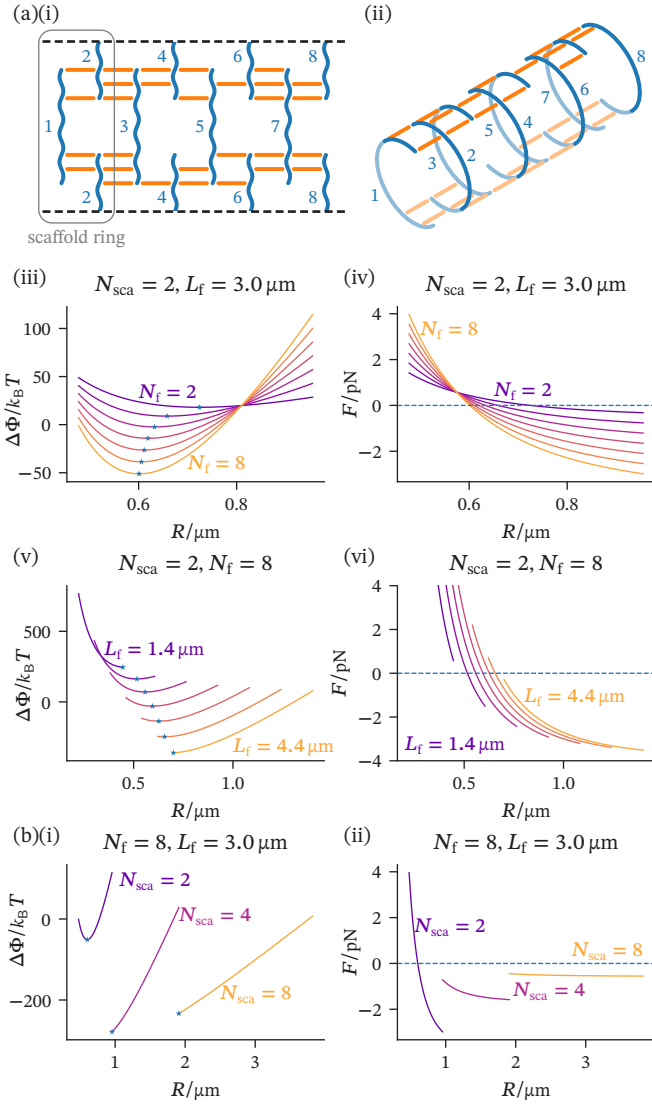 (a)(i)
(ii)
2 4 6 8
1 3 5 7
2 4 6 8
scaffold ring
8
7
6
5
4
3 2
1
(iii) N_sca = 2, L_f = 3.0 μm
(iv) N_sca = 2, L_f = 3.0 μm
ΔΦ/k_B T
100
50
0
−50
N_f = 2
N_f = 8
0.6 0.8
R/μm
F/pN
4
2
0
−2
N_f = 8
N_f = 2
0.6 0.8
R/μm
(v) N_sca = 2, N_f = 8
(vi)
ΔΦ/k_B T
500
0
L_f = 1.4 μm
L_f = 4.4 μm
0.5 1.0
R/μm
F/pN
4
2
0
−2
−4
L_f = 4.4 μm
L_f = 1.4 μm
0.5 1.0
R/μm
(b)(i) N_f = 8, L_f = 3.0 μm
(ii) N_f = 8, L_f = 3.0 μm
ΔΦ/k_B T
0
−200
N_sca = 2
N_sca = 4
N_sca = 8
1 2 3
R/μm
F/pN
4
2
0
−2
N_sca = 2
N_sca = 8
N_sca = 4
1 2 3
R/μm